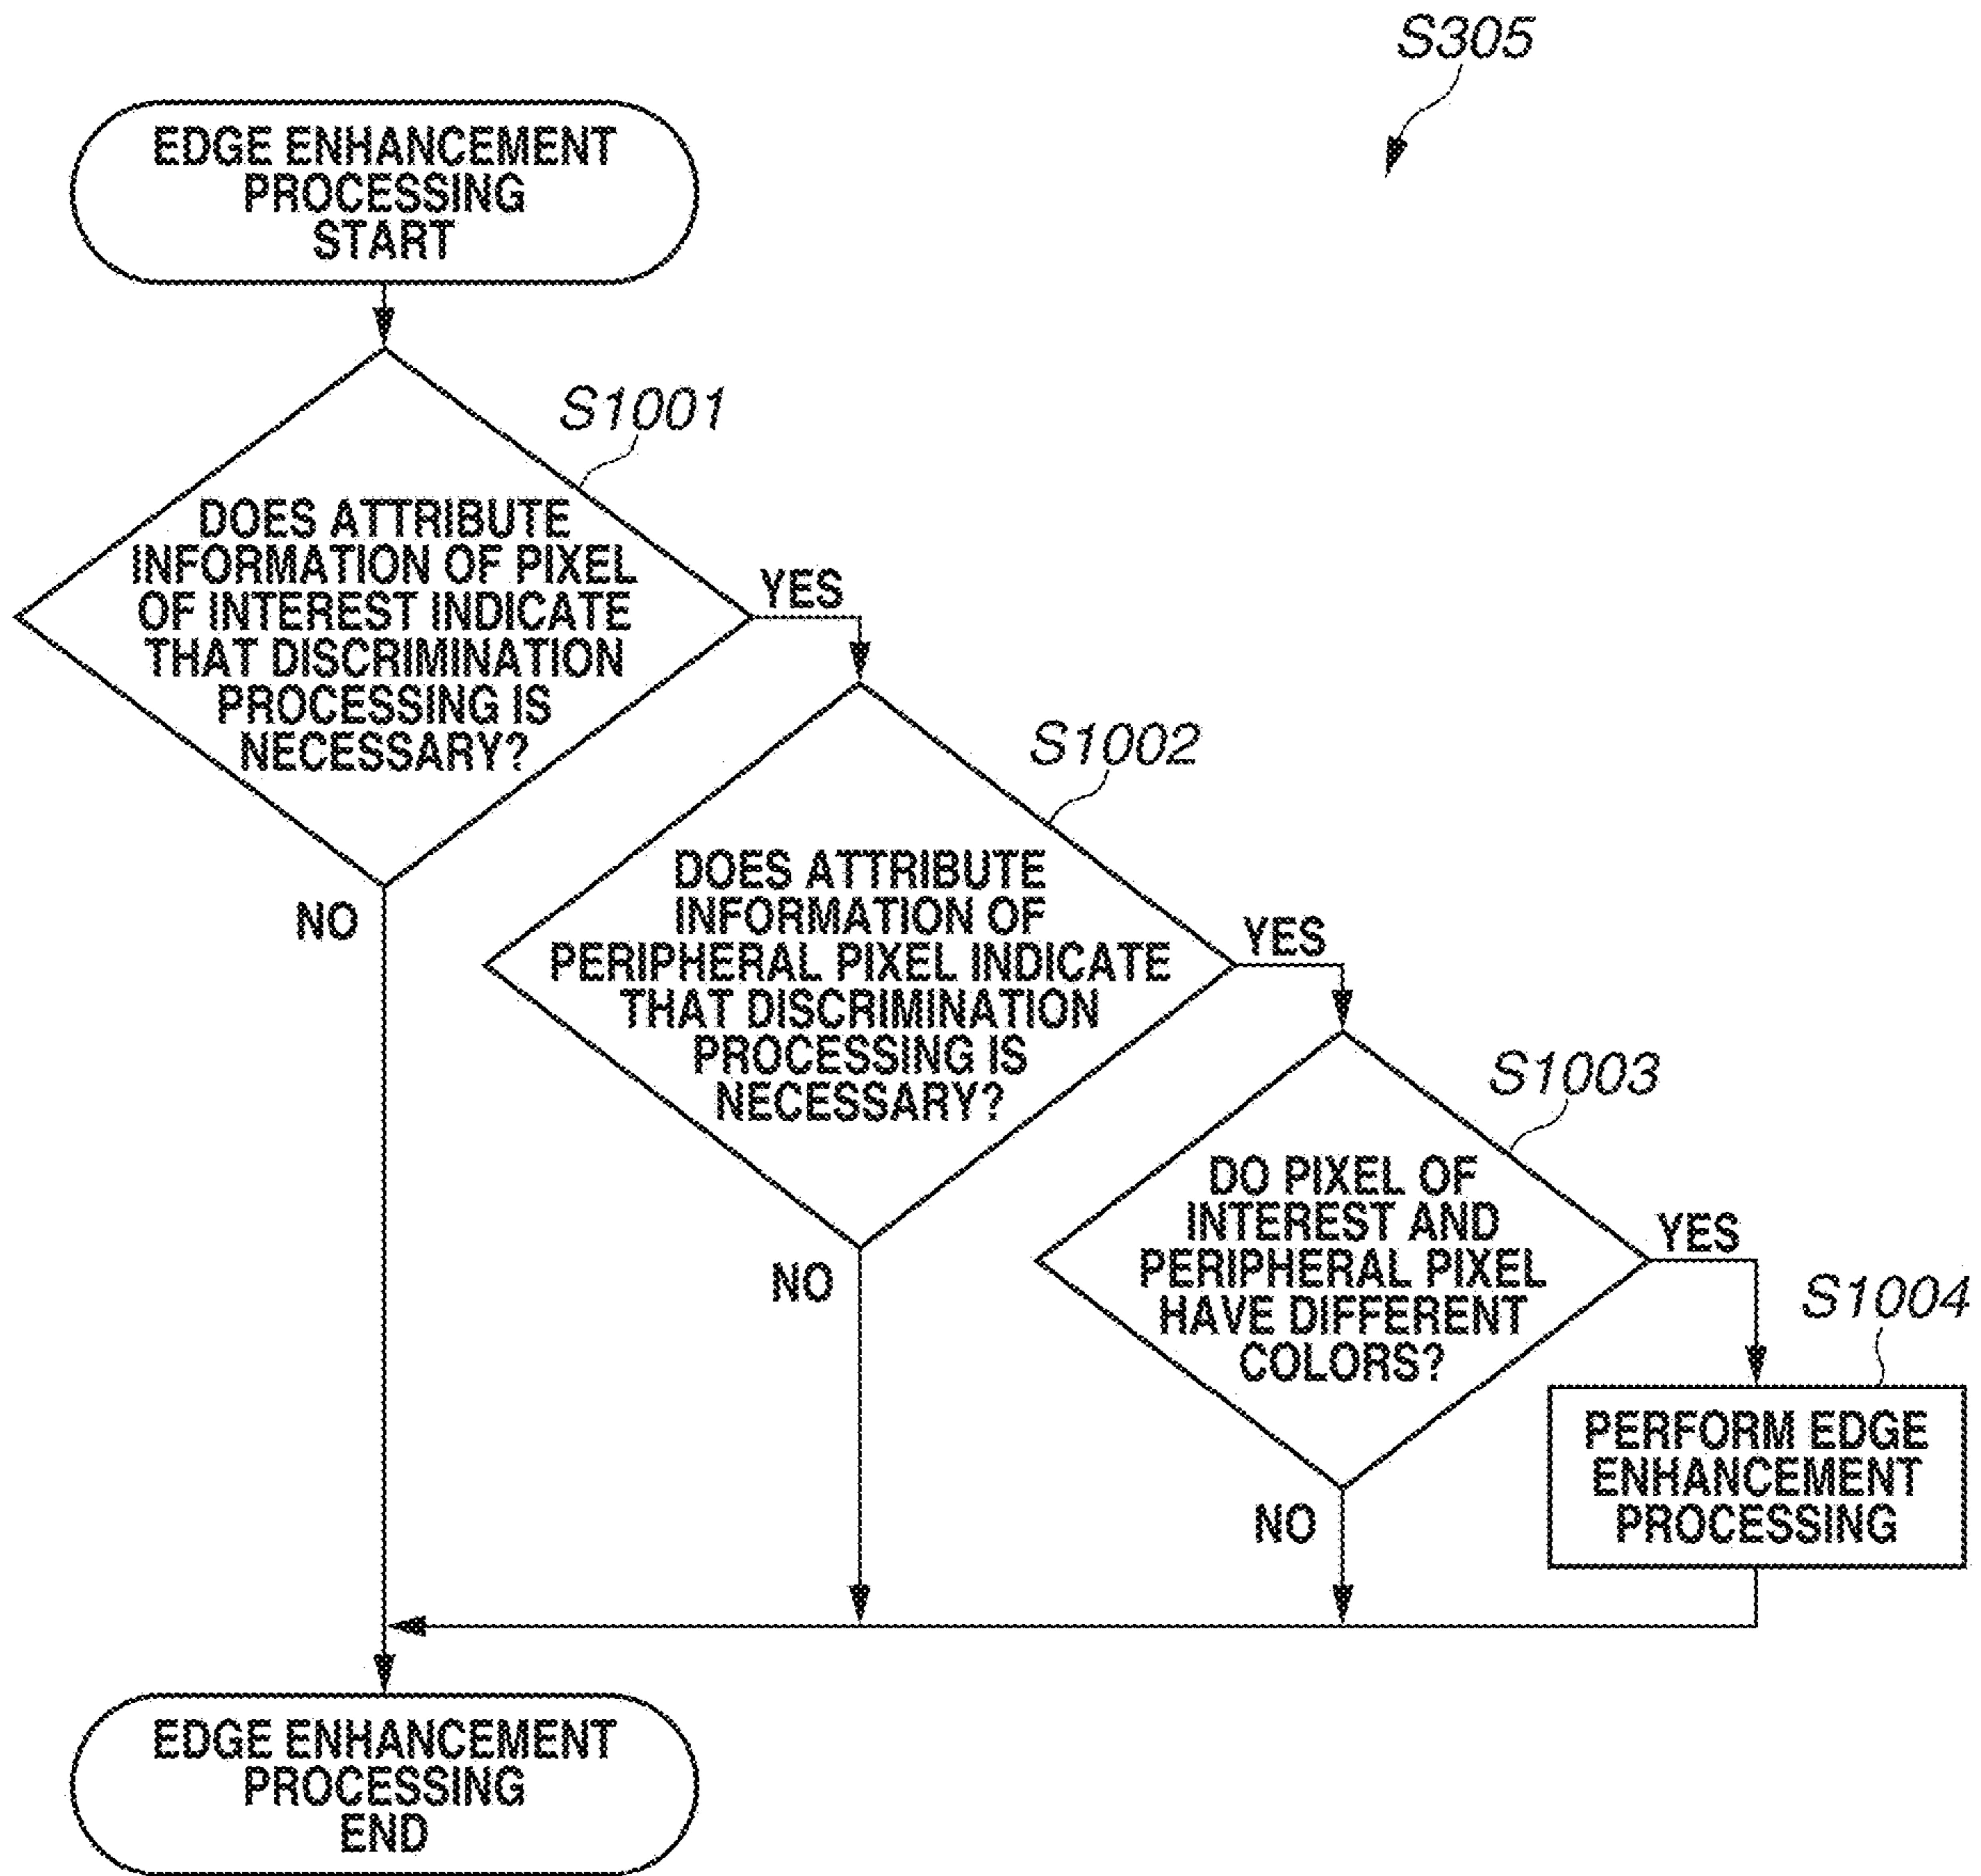 S305
EDGE ENHANCEMENT
PROCESSING
START
S1001
DOES ATTRIBUTE
INFORMATION OF PIXEL
OF INTEREST INDICATE
THAT DISCRIMINATION
PROCESSING IS
NECESSARY?
YES
NO
S1002
DOES ATTRIBUTE
INFORMATION OF
PERIPHERAL PIXEL INDICATE
THAT DISCRIMINATION
PROCESSING IS
NECESSARY?
YES
NO
S1003
DO PIXEL OF
INTEREST AND
PERIPHERAL PIXEL
HAVE DIFFERENT
COLORS?
YES
NO
S1004
PERFORM EDGE
ENHANCEMENT
PROCESSING
EDGE ENHANCEMENT
PROCESSING
END